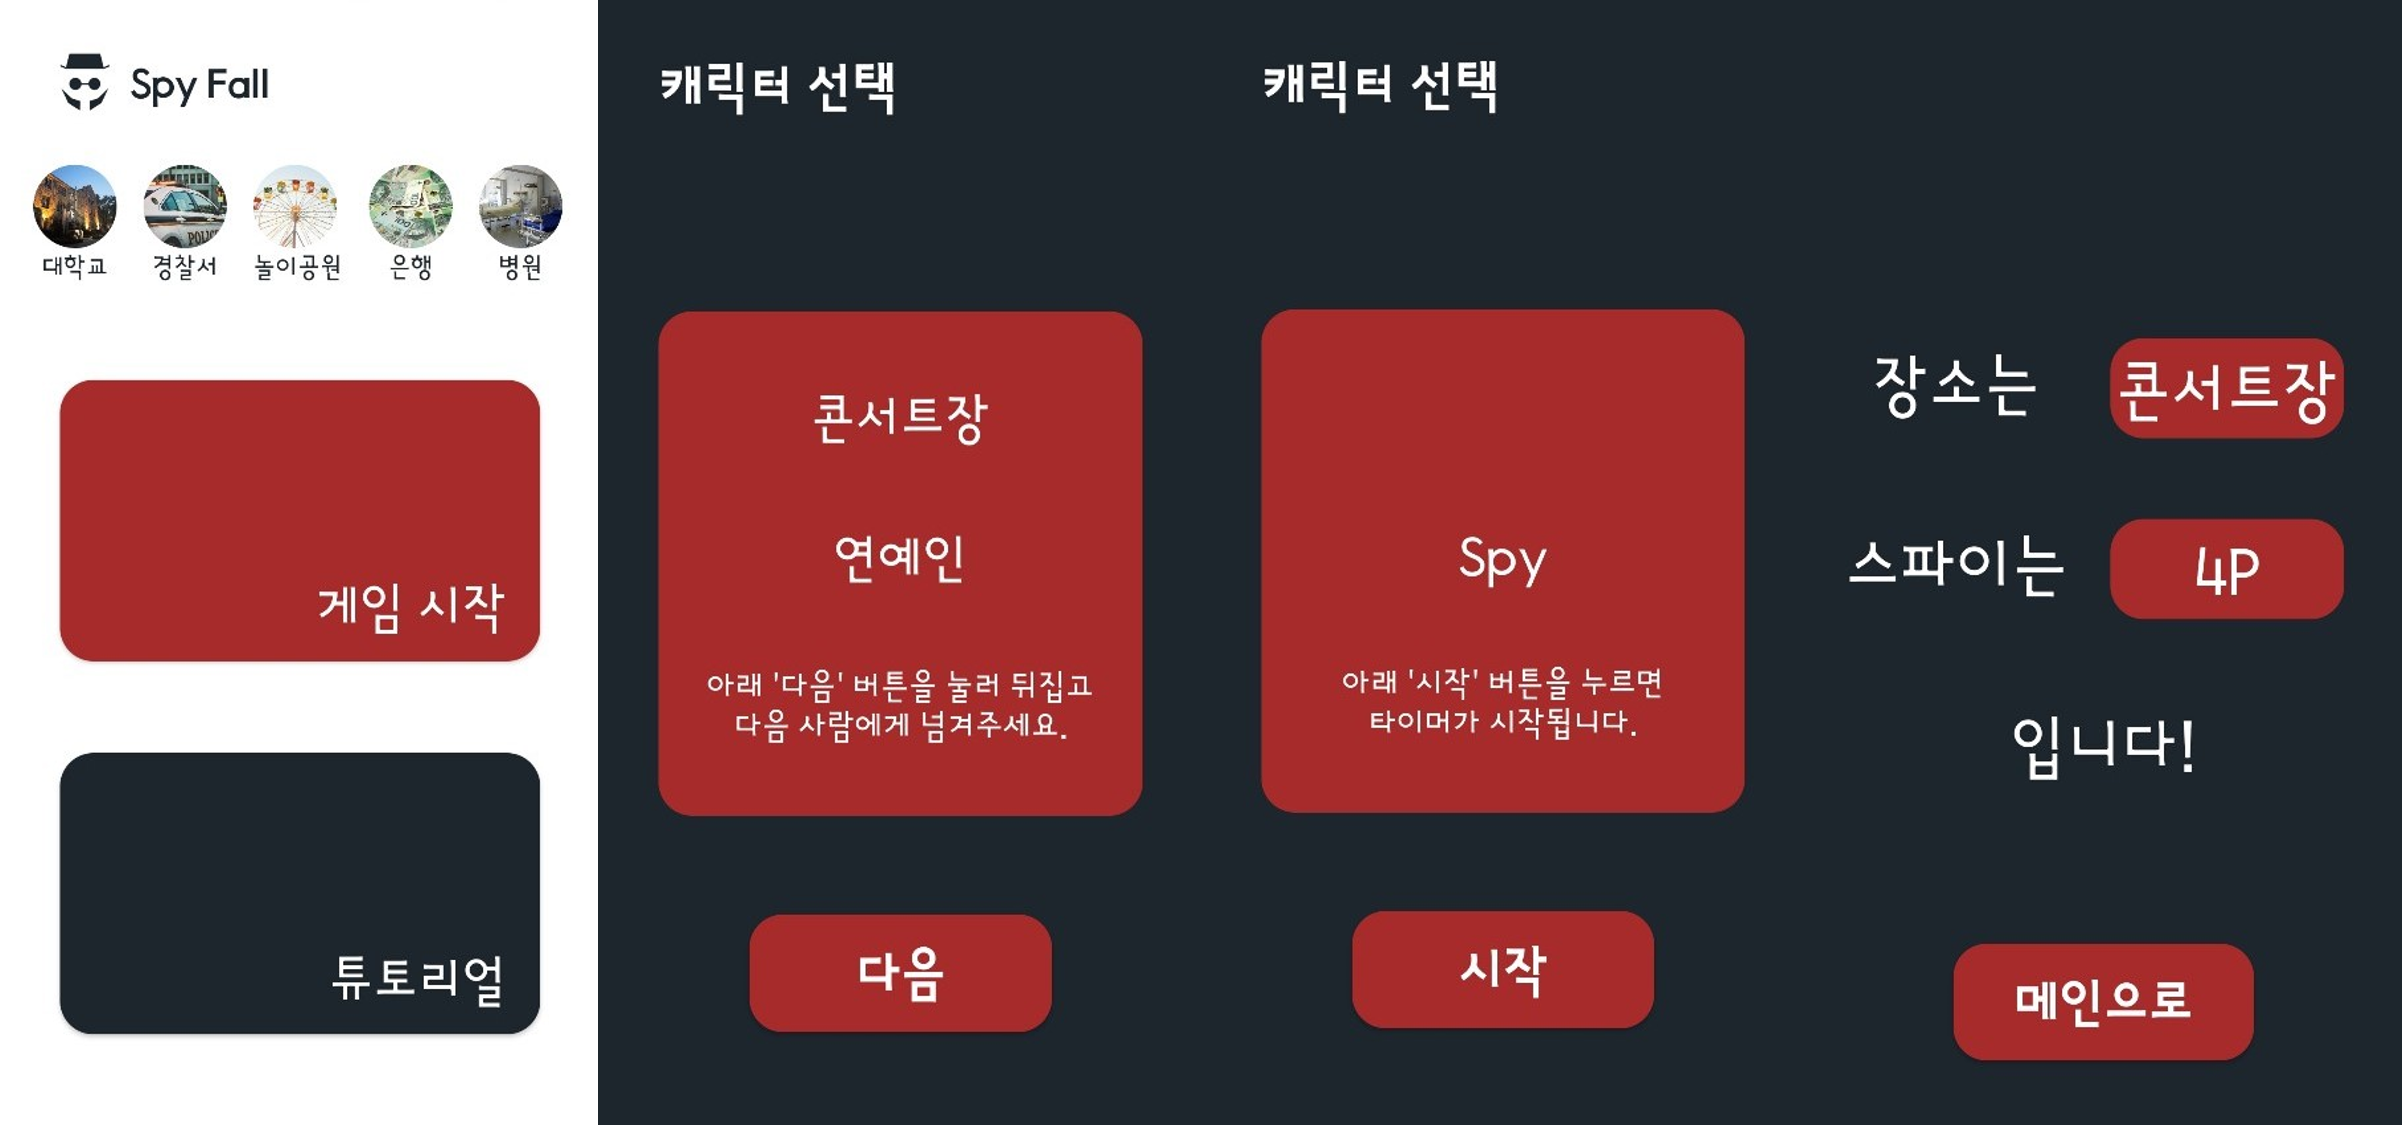 Spy Fall
대학교
경찰서
놀이공원
은행
병원
게임 시작
튜토리얼
캐릭터 선택
콘서트장
연예인
아래 '다음' 버튼을 눌러 뒤집고
다음 사람에게 넘겨주세요.
다음
캐릭터 선택
Spy
아래 '시작' 버튼을 누르면
타이머가 시작됩니다.
시작
장소는 콘서트장
스파이는 4P
입니다!
메인으로